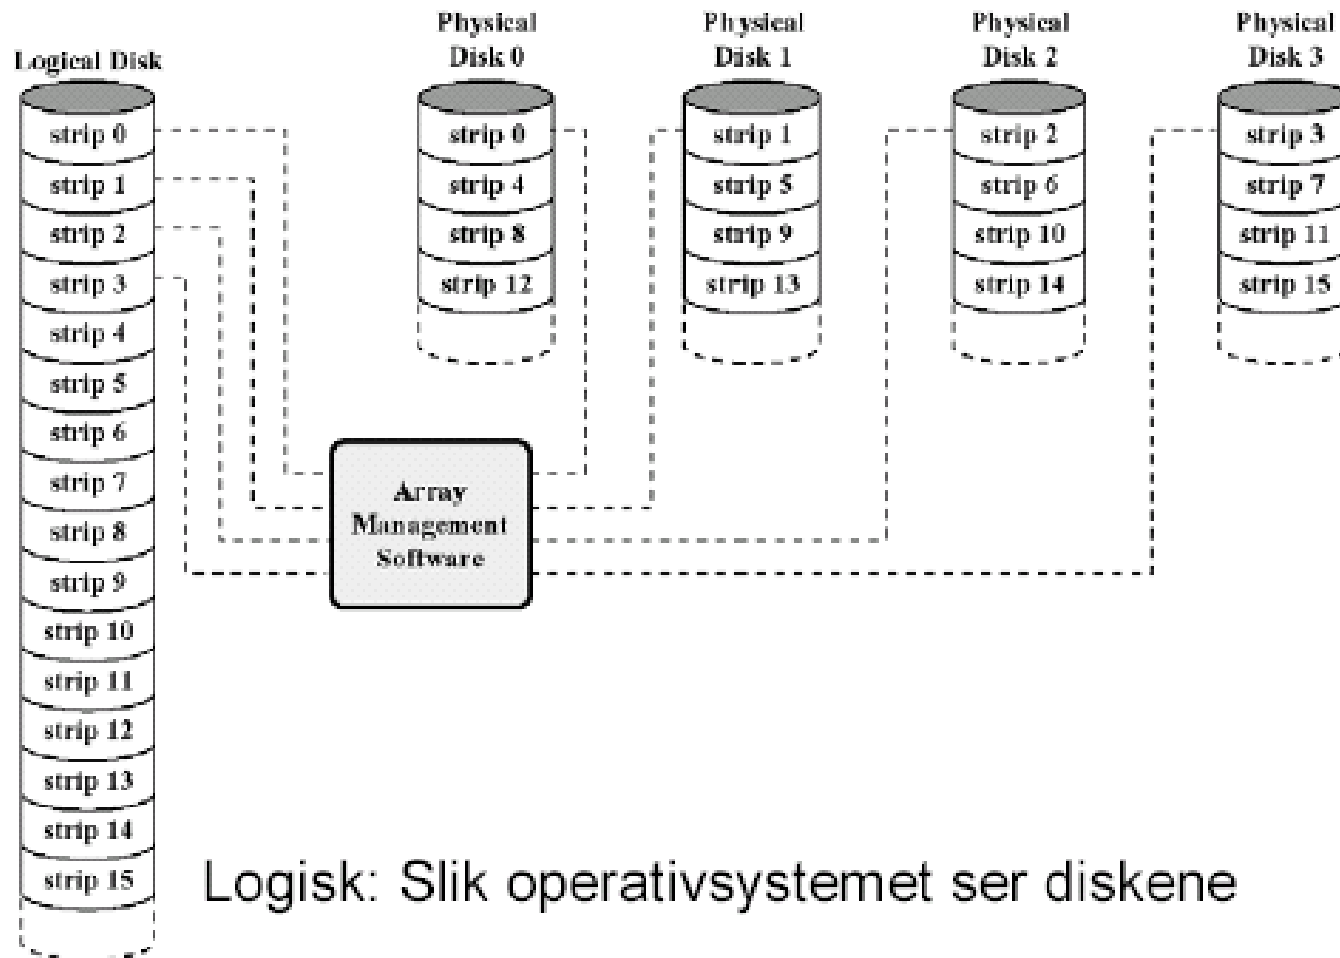 Logical Disk
strip 0
strip 1
strip 2
strip 3
strip 4
strip 5
strip 6
strip 7
strip 8
strip 9
strip 10
strip 11
strip 12
strip 13
strip 14
strip 15
Physical
Disk 0
strip 0
strip 4
strip 8
strip 12
Physical
Disk 1
strip 1
strip 5
strip 9
strip 13
Physical
Disk 2
strip 2
strip 6
strip 10
strip 14
Physical
Disk 3
strip 3
strip 7
strip 11
strip 15
Array
Management
Software
Logisk: Slik operativsystemet ser diskene